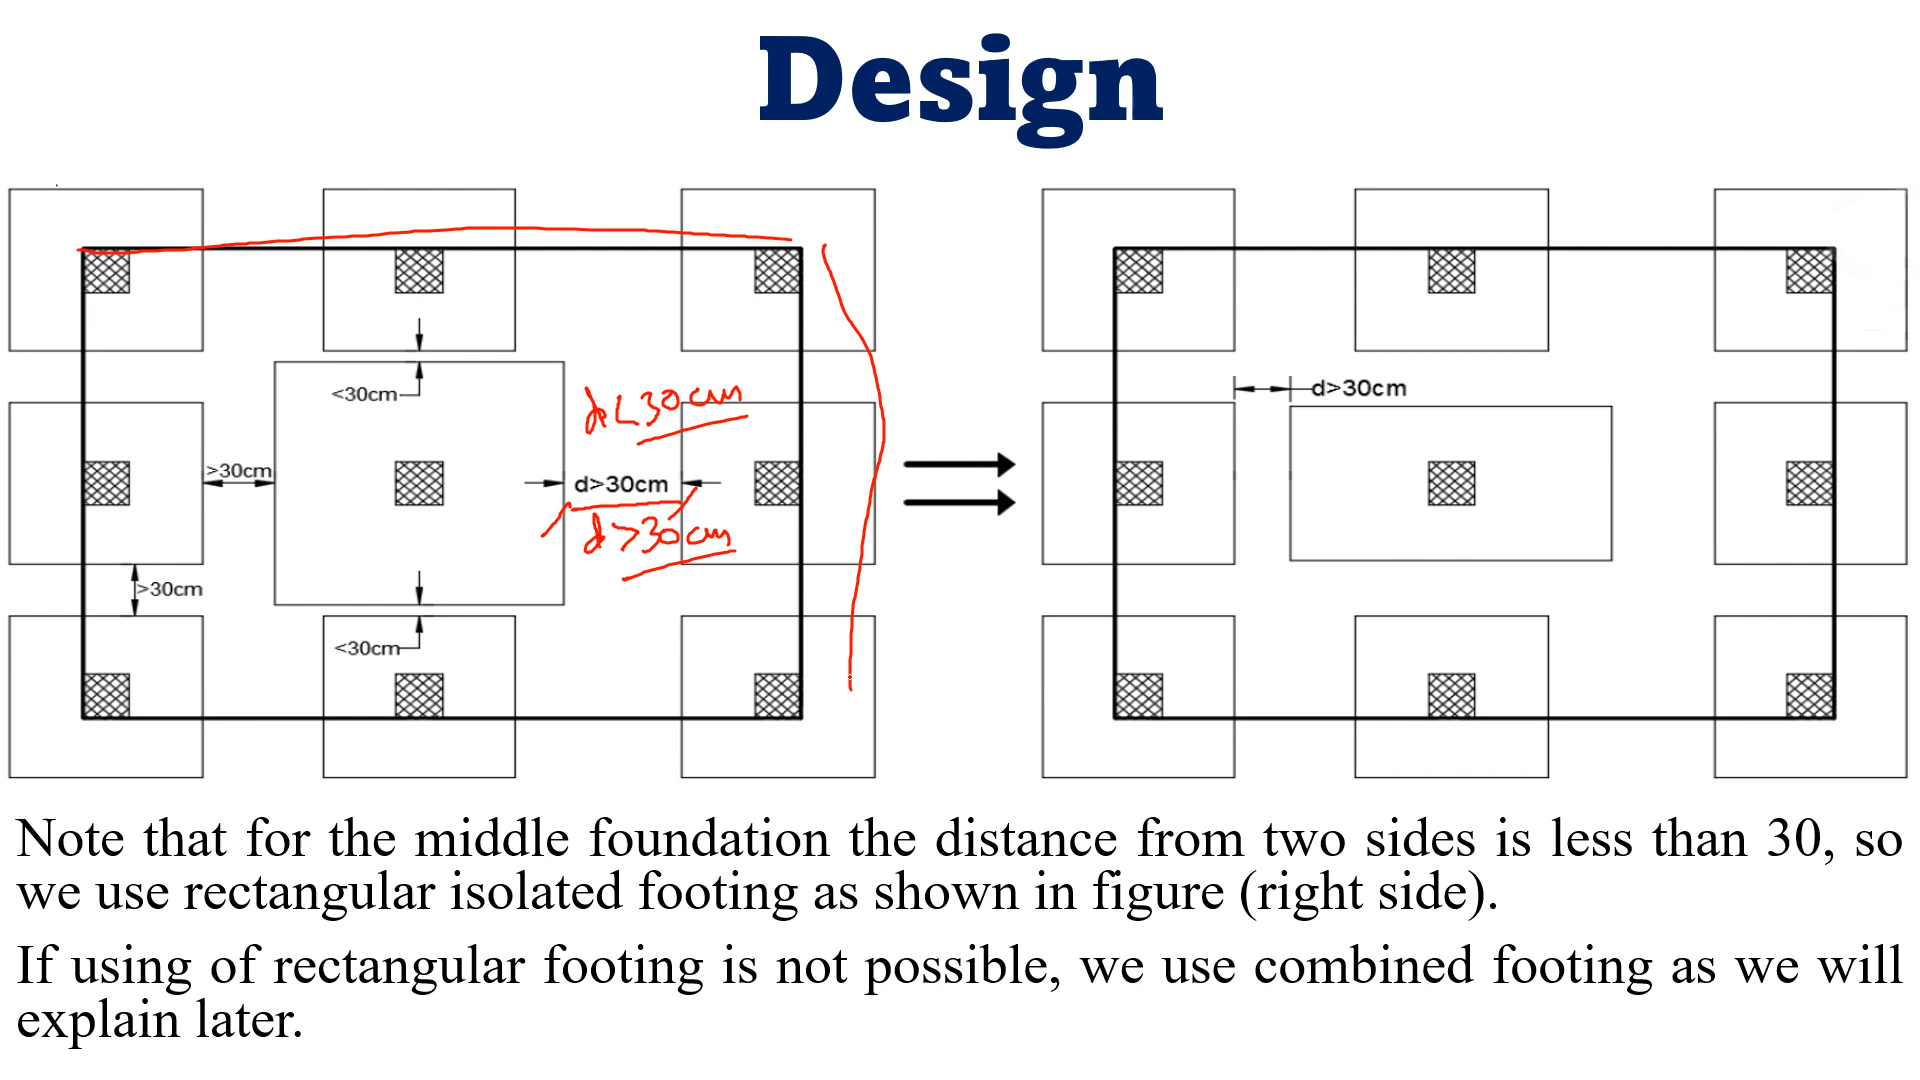 Design
<30cm
d<30cm
>30cm
d>30cm
d>30cm
>30cm
<30cm
d>30cm
Note that for the middle foundation the distance from two sides is less than 30, so
we use rectangular isolated footing as shown in figure (right side).
If using of rectangular footing is not possible, we use combined footing as we will
explain later.